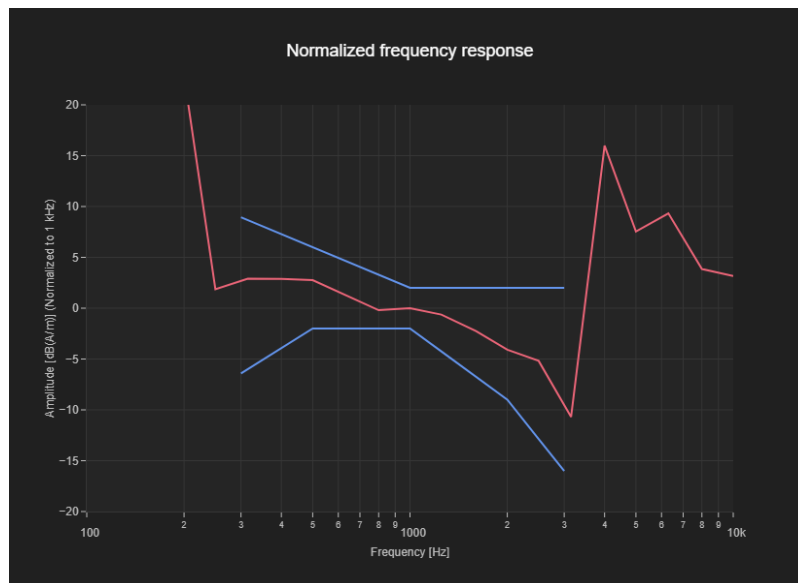 Normalized frequency response
Amplitude [dB(A/m)] (Normalized to 1 kHz)
20
15
10
5
0
−5
−10
−15
−20
100 2 3 4 5 6 7 8 9 1000 2 3 4 5 6 7 8 9 10k
Frequency [Hz]